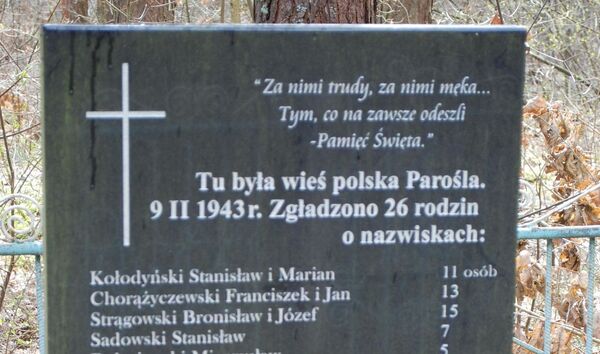 “Za nimi trudy, za nimi męka...
Tym, co na zawsze odeszli
-Pamięć Święta.”
Tu była wieś polska Parośla.
9 II 1943 r. Zgładzono 26 rodzin
o nazwiskach:
Kołodyński Stanisław i Marian 11 osób
Chorążyczewski Franciszek i Jan 13
Strągowski Bronisław i Józef 15
Sadowski Stanisław 7
5